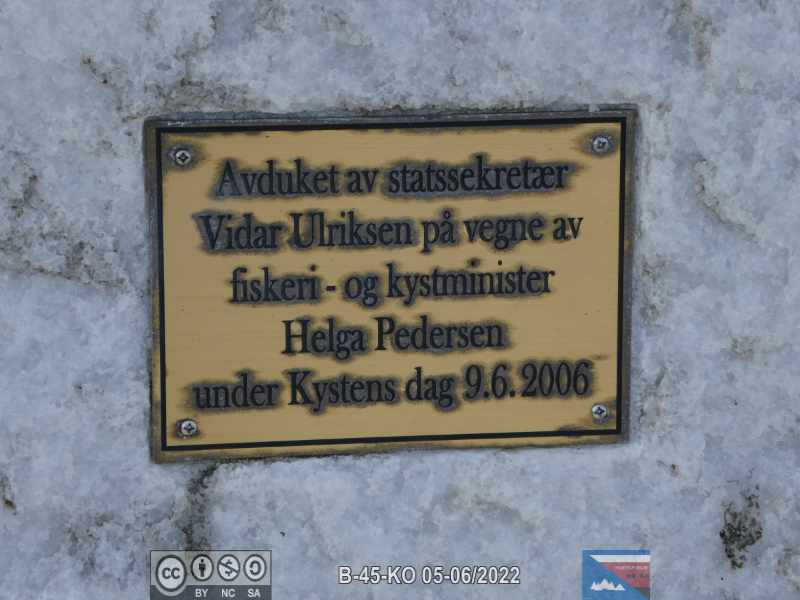 Avduket av statssekretær
Vidar Ulriksen på vegne av
fiskeri - og kystminister
Helga Pedersen
under Kystens dag 9.6.2006
cc
BY NC SA
B-45-KO 05-06/2022